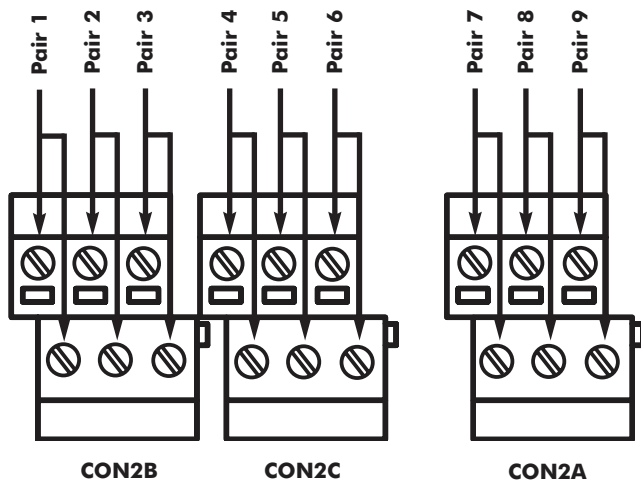 Pair 1
Pair 2
Pair 3
Pair 4
Pair 5
Pair 6
Pair 7
Pair 8
Pair 9
CON2B
CON2C
CON2A